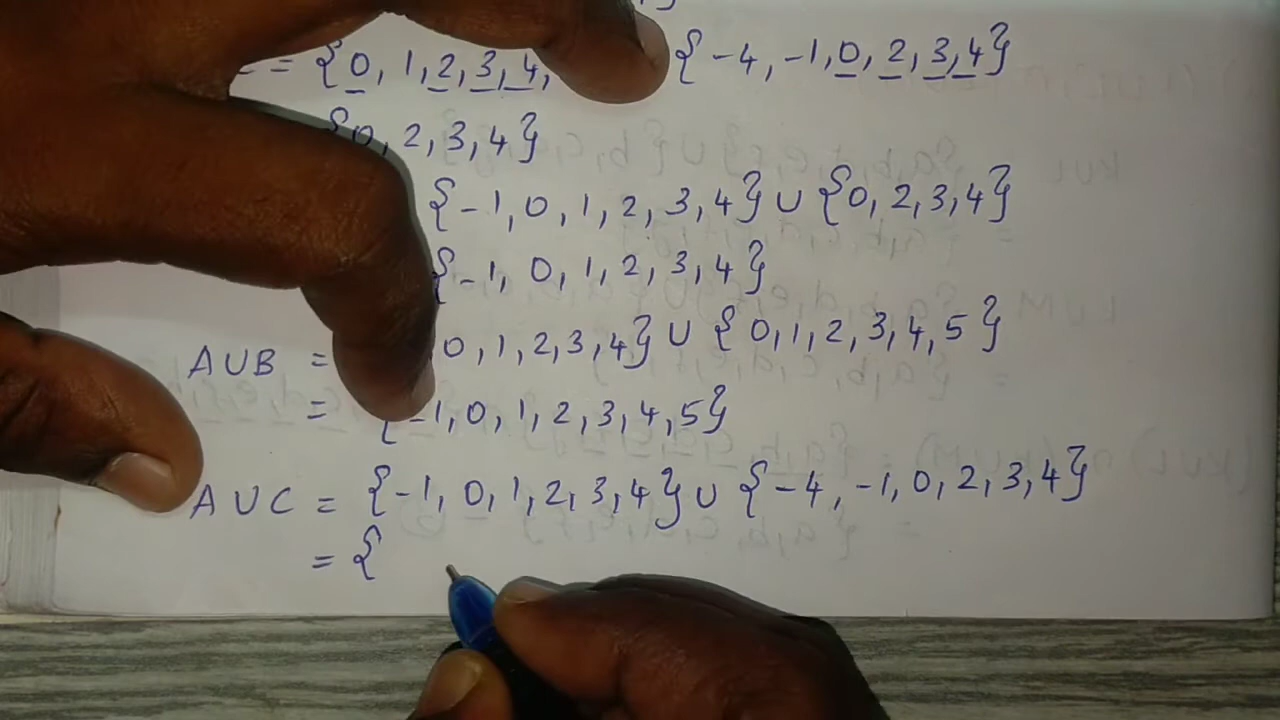 = {0, 1, 2, 3, 4, {-4, -1, 0, 2, 3, 4}
{0, 2, 3, 4}
{-1, 0, 1, 2, 3, 4} ∪ {0, 2, 3, 4}
{-1, 0, 1, 2, 3, 4}
A∪B = 0, 1, 2, 3, 4} ∪ {0, 1, 2, 3, 4, 5}
= {-1, 0, 1, 2, 3, 4, 5}
A∪C = {-1, 0, 1, 2, 3, 4} ∪ {-4, -1, 0, 2, 3, 4}
= {